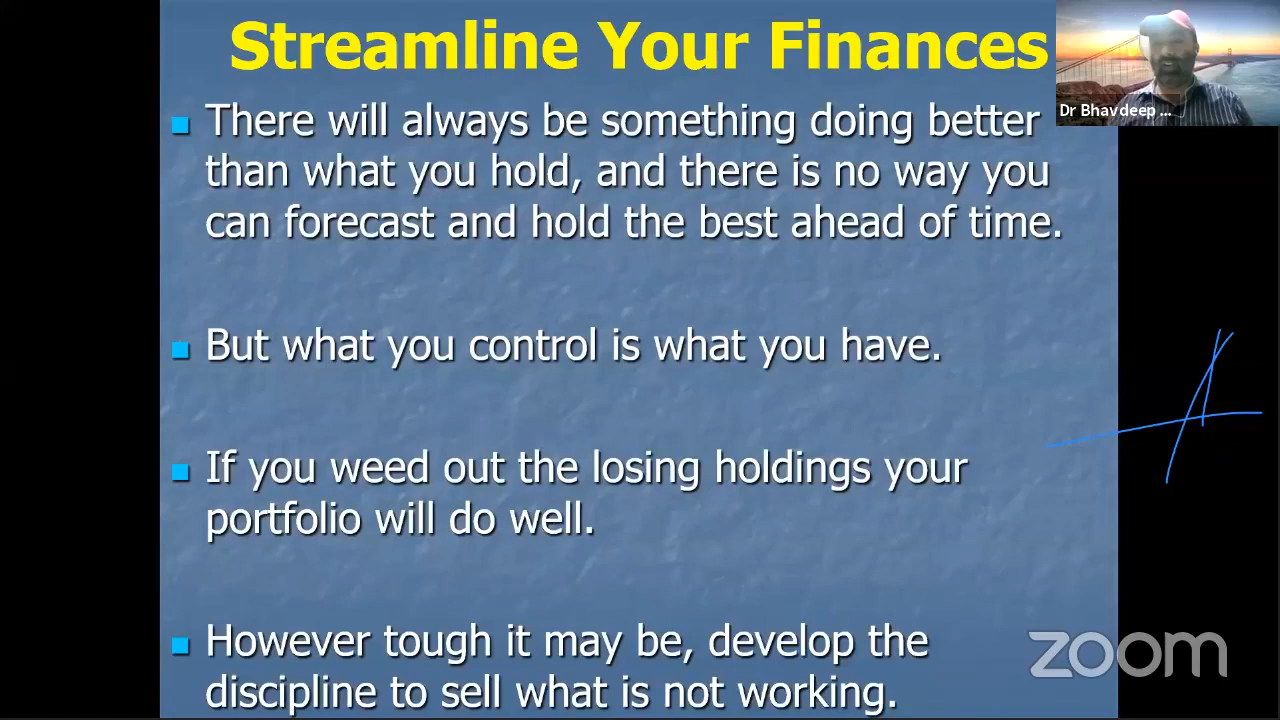 Streamline Your Finances
Dr Bhavdeep ...
There will always be something doing better
than what you hold, and there is no way you
can forecast and hold the best ahead of time.
But what you control is what you have.
If you weed out the losing holdings your
portfolio will do well.
However tough it may be, develop the
discipline to sell what is not working.
zoom